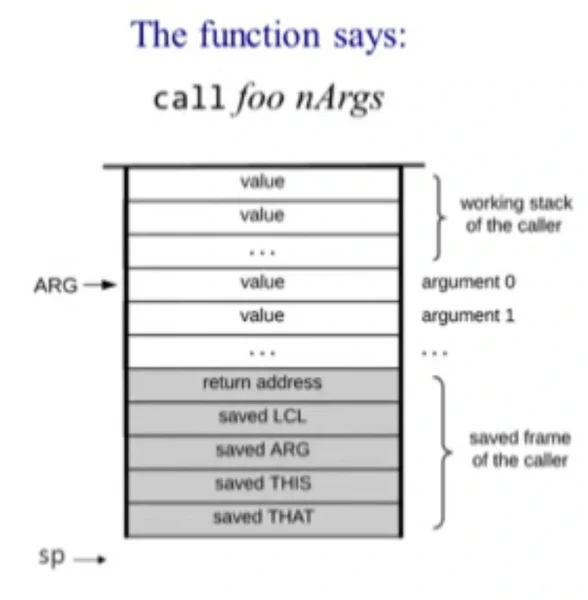 The function says:
call foo nArgs
value
value
...
working stack
of the caller
ARG
value
argument 0
value
argument 1
...
...
return address
saved LCL
saved ARG
saved THIS
saved THAT
saved frame
of the caller
sp